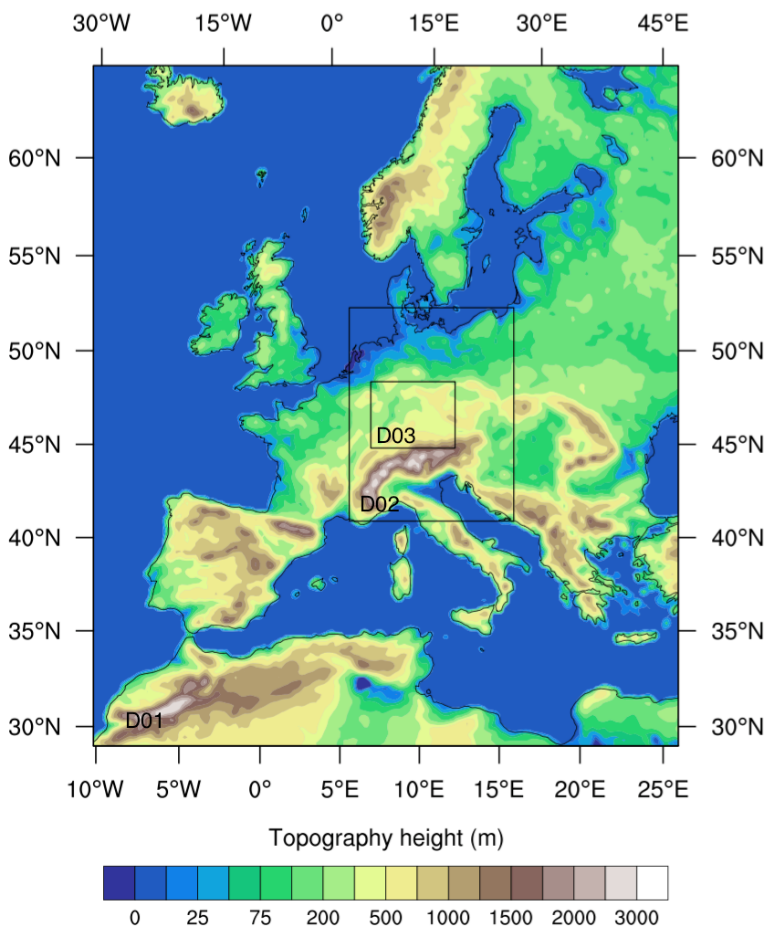 30°W 15°W 0° 15°E 30°E 45°E
60°N 60°N
55°N 55°N
50°N 50°N
45°N 45°N
D03
D02
40°N 40°N
35°N 35°N
30°N 30°N
D01
10°W 5°W 0° 5°E 10°E 15°E 20°E 25°E
Topography height (m)
0 25 75 200 500 1000 1500 2000 3000